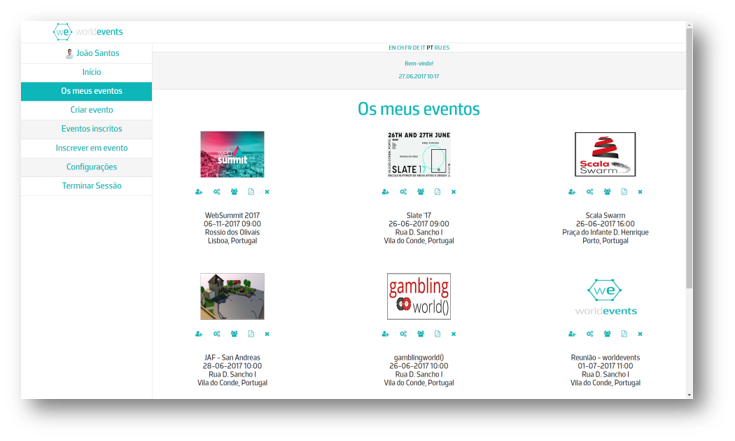 we worldevents
João Santos
Início
Os meus eventos
Criar evento
Eventos inscritos
Inscrever em evento
Configurações
Terminar Sessão
EN CH FR DE IT PT RU ES
Bem-vindo!
27.06.2017 10:17
Os meus eventos
web summit
26TH AND 27TH JUNE
SLATE 17
Scala
Swarm
WebSummit 2017
06-11-2017 09:00
Rossio dos Olivais
Lisboa, Portugal
Slate '17
26-06-2017 09:00
Rua D. Sancho I
Vila do Conde, Portugal
Scala Swarm
26-06-2017 16:00
Praça do Infante D. Henrique
Porto, Portugal
gambling
world()
we
worldevents
JAF - San Andreas
28-06-2017 10:00
Rua D. Sancho I
Vila do Conde, Portugal
gamblingworld()
26-06-2017 10:00
Rua D. Sancho I
Vila do Conde, Portugal
Reunião - worldevents
01-07-2017 11:00
Rua D. Sancho I
Vila do Conde, Portugal